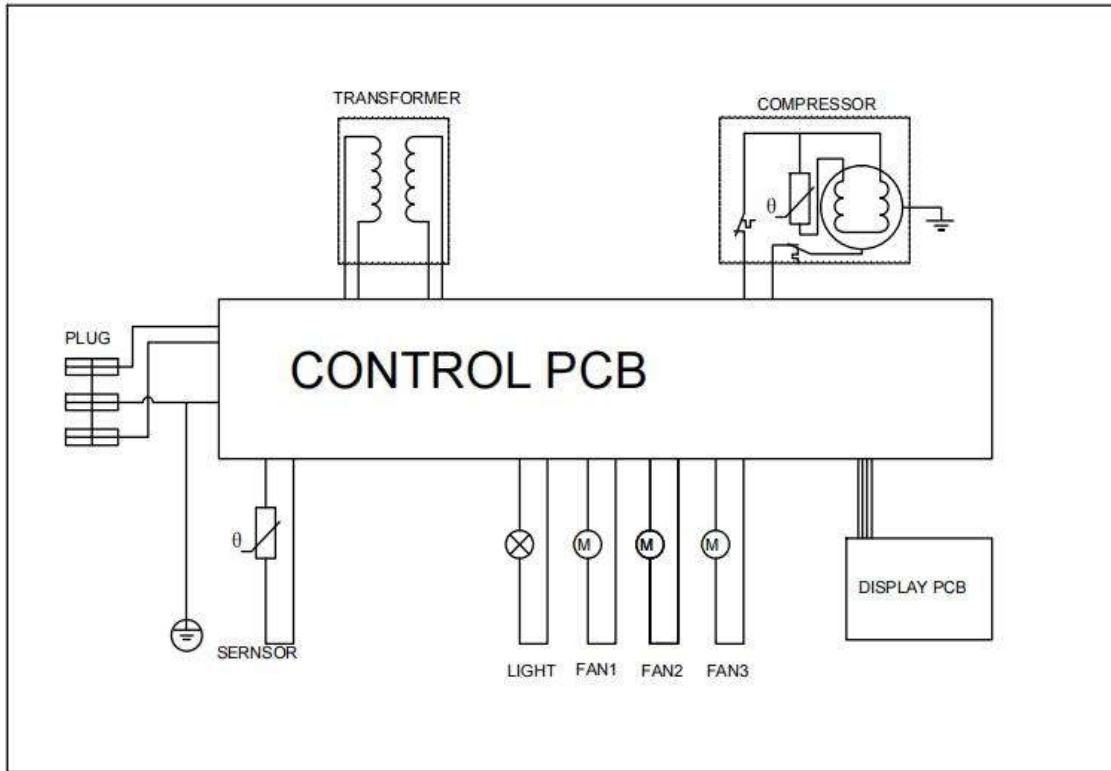 TRANSFORMER
COMPRESSOR
θ
PLUG
CONTROL PCB
θ
M
M
M
DISPLAY PCB
SERNSOR
LIGHT
FAN1
FAN2
FAN3